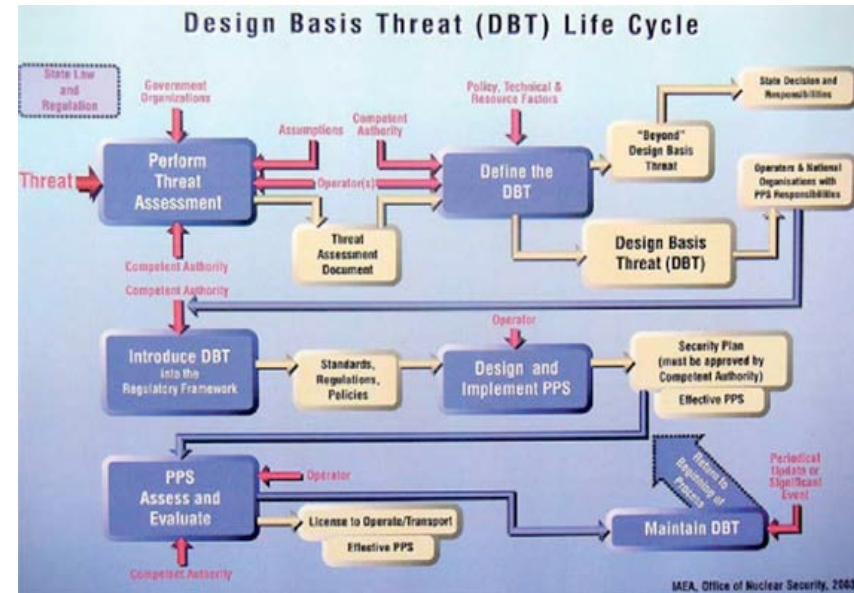 Design Basis Threat (DBT) Life Cycle
State Law
and
Regulation
Government
Organizations
Policy, Technical &
Resource Factors
State Decision and
Responsibilities
Assumptions
Competent
Authority
"Beyond"
Design Basis
Threat
Threat
Perform
Threat
Assessment
Operator(s)
Define the
DBT
Operators & National
Organisations with
PPS Responsibilities
Threat
Assessment
Document
Design Basis
Threat (DBT)
Competent Authority
Competent Authority
Operator
Introduce DBT
into the
Regulatory Framework
Standards,
Regulations,
Policies
Design and
Implement PPS
Security Plan
(must be approved by
Competent Authority)
Effective PPS
PPS
Assess and
Evaluate
Operator
Return to
Beginning of
Process
Periodical
Update or
Significant
Event
License to Operate/Transport
Effective PPS
Maintain DBT
Competent Authority
IAEA, Office of Nuclear Security,